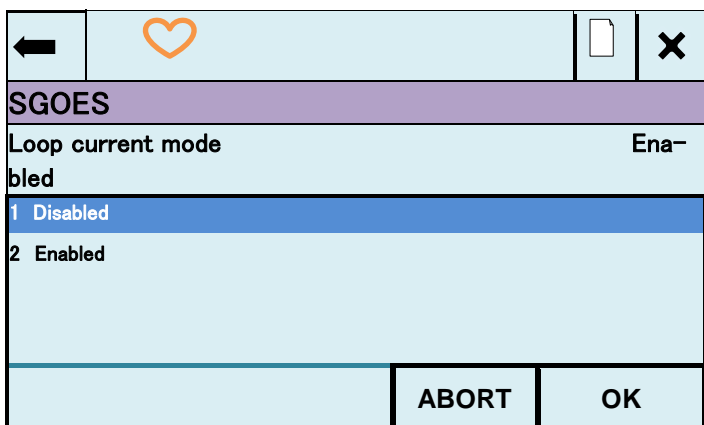 SGOES
Loop current mode Ena-
bled
1 Disabled
2 Enabled
ABORT OK